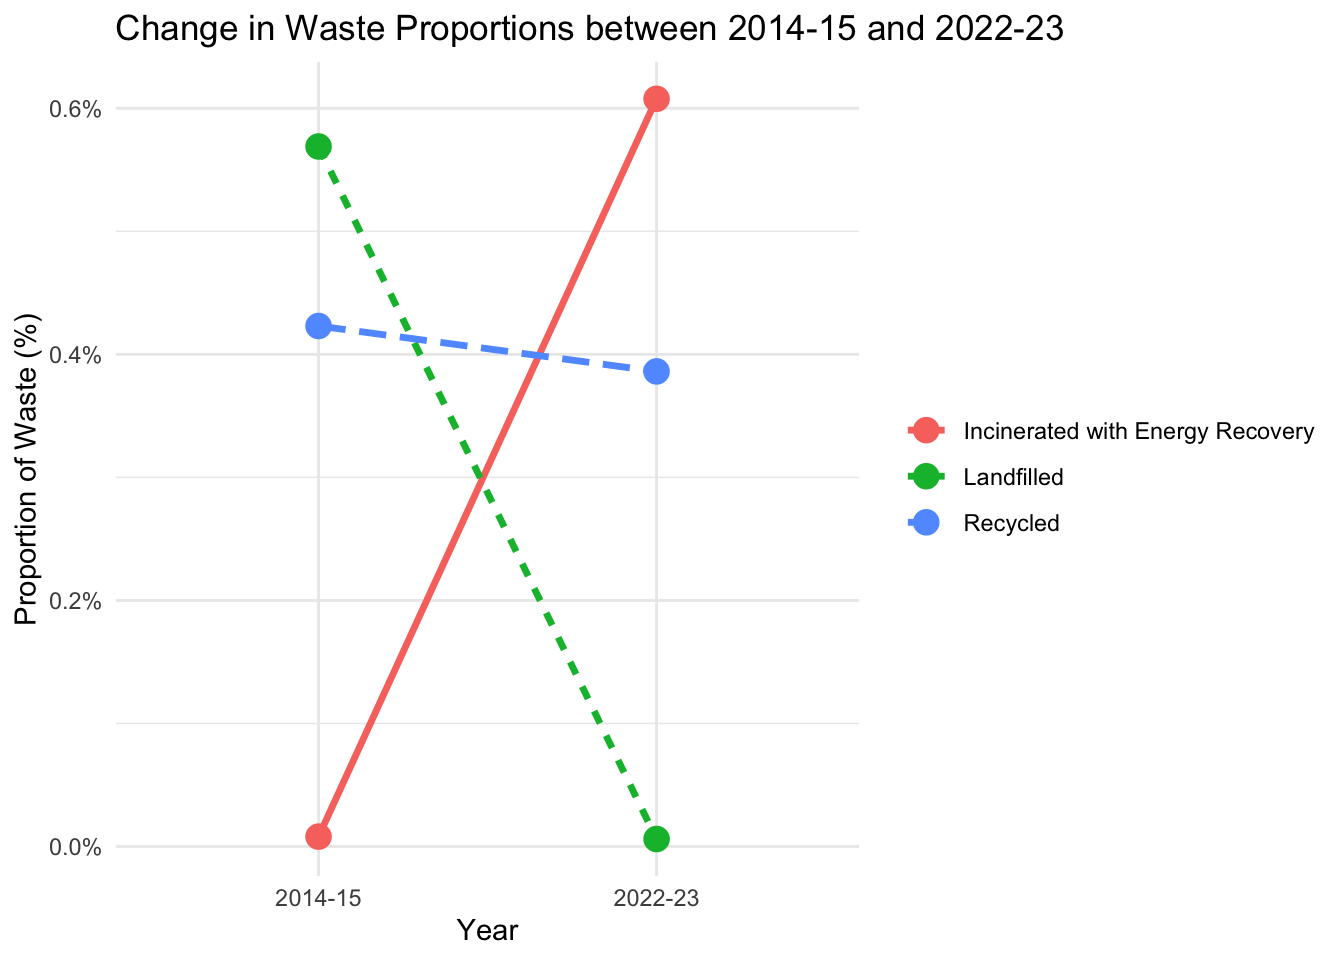 Change in Waste Proportions between 2014-15 and 2022-23
Proportion of Waste (%)
0.6%
0.4%
0.2%
0.0%
2014-15
2022-23
Year
Incinerated with Energy Recovery
Landfilled
Recycled